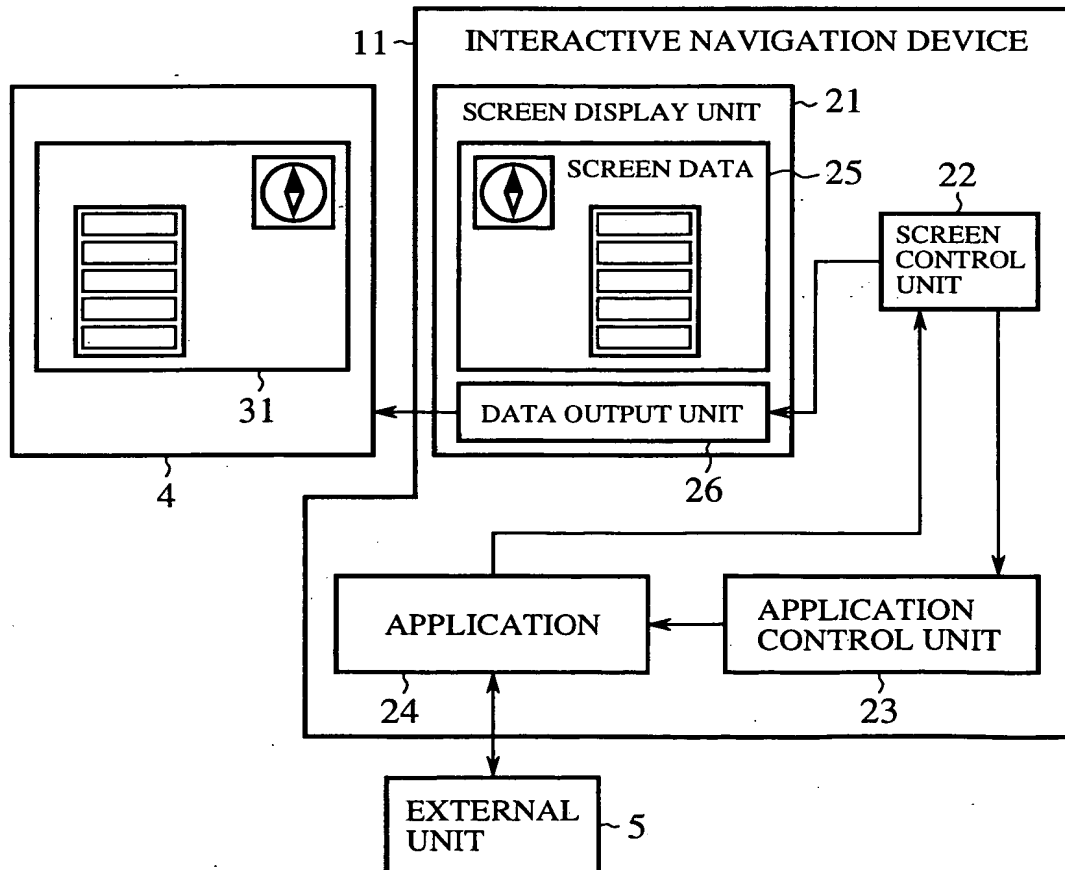 11
INTERACTIVE NAVIGATION DEVICE
SCREEN DISPLAY UNIT
21
SCREEN DATA
25
22
SCREEN
CONTROL
UNIT
31
DATA OUTPUT UNIT
4
26
APPLICATION
APPLICATION
CONTROL UNIT
24
23
EXTERNAL
UNIT
5